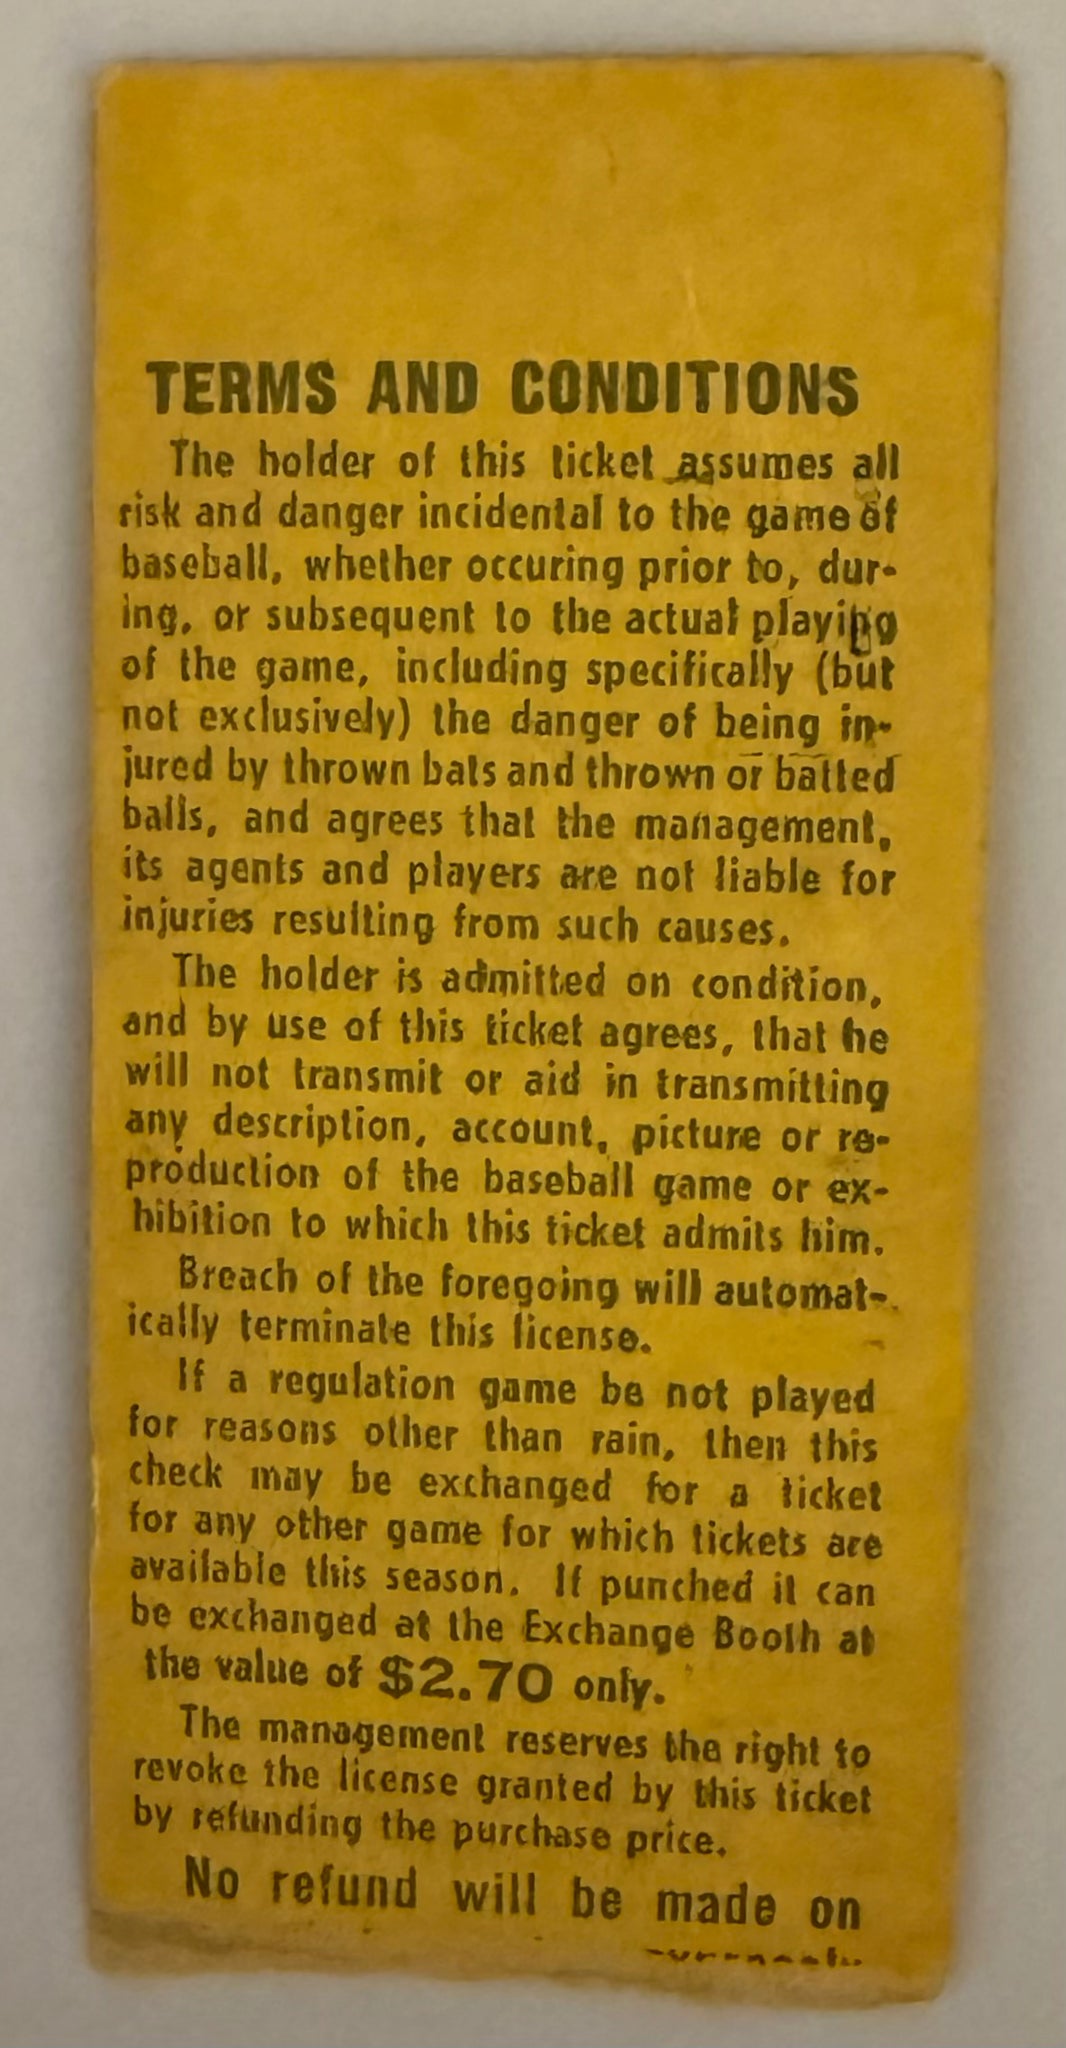 TERMS AND CONDITIONS
The holder of this ticket assumes all
risk and danger incidental to the game of
baseball, whether occuring prior to, dur-
ing, or subsequent to the actual playing
of the game, including specifically (but
not exclusively) the danger of being in-
jured by thrown bats and thrown or batted
balls, and agrees that the management,
its agents and players are not liable for
injuries resulting from such causes.
The holder is admitted on condition,
and by use of this ticket agrees, that he
will not transmit or aid in transmitting
any description, account, picture or re-
production of the baseball game or ex-
hibition to which this ticket admits him.
Breach of the foregoing will automat-
ically terminate this license.
If a regulation game be not played
for reasons other than rain, then this
check may be exchanged for a ticket
for any other game for which tickets are
available this season. If punched it can
be exchanged at the Exchange Booth at
the value of $2.70 only.
The management reserves the right to
revoke the license granted by this ticket
by refunding the purchase price.
No refund will be made on